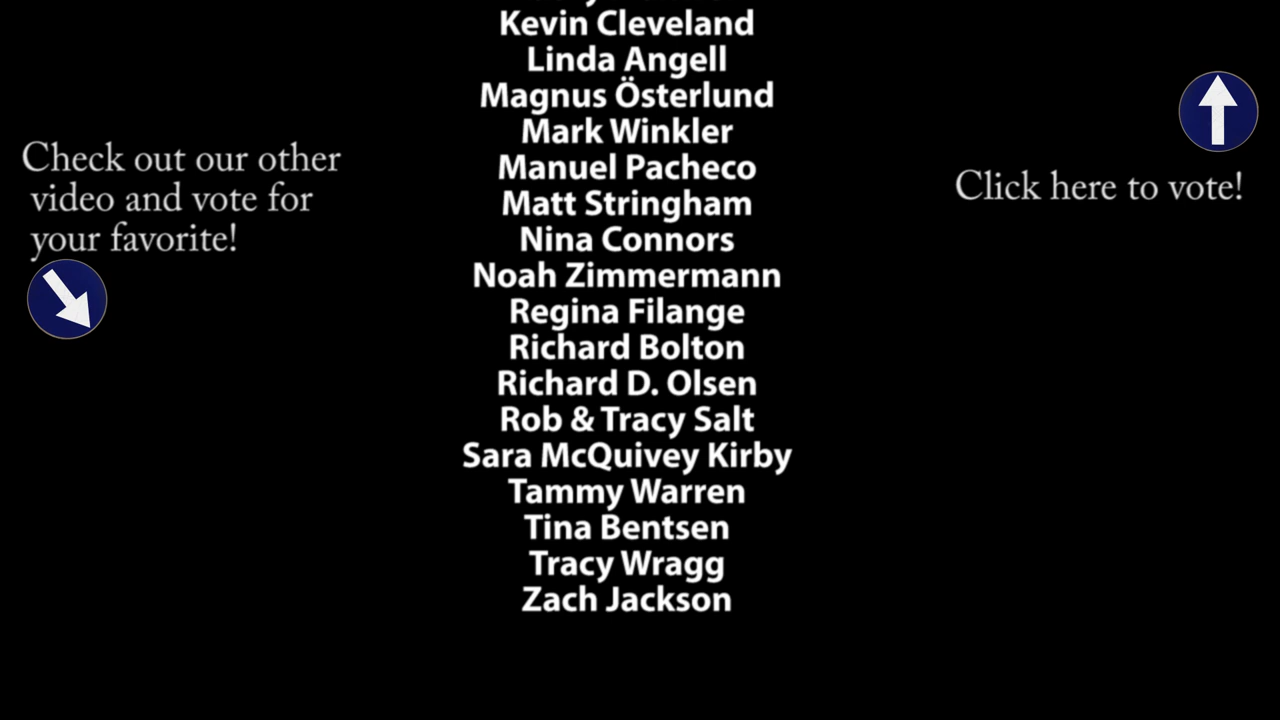 Kevin Cleveland
Linda Angell
Magnus Österlund
Mark Winkler
Manuel Pacheco
Matt Stringham
Nina Connors
Noah Zimmermann
Regina Filange
Richard Bolton
Richard D. Olsen
Rob & Tracy Salt
Sara McQuivey Kirby
Tammy Warren
Tina Bentsen
Tracy Wragg
Zach Jackson
Check out our other
video and vote for
your favorite!
Click here to vote!